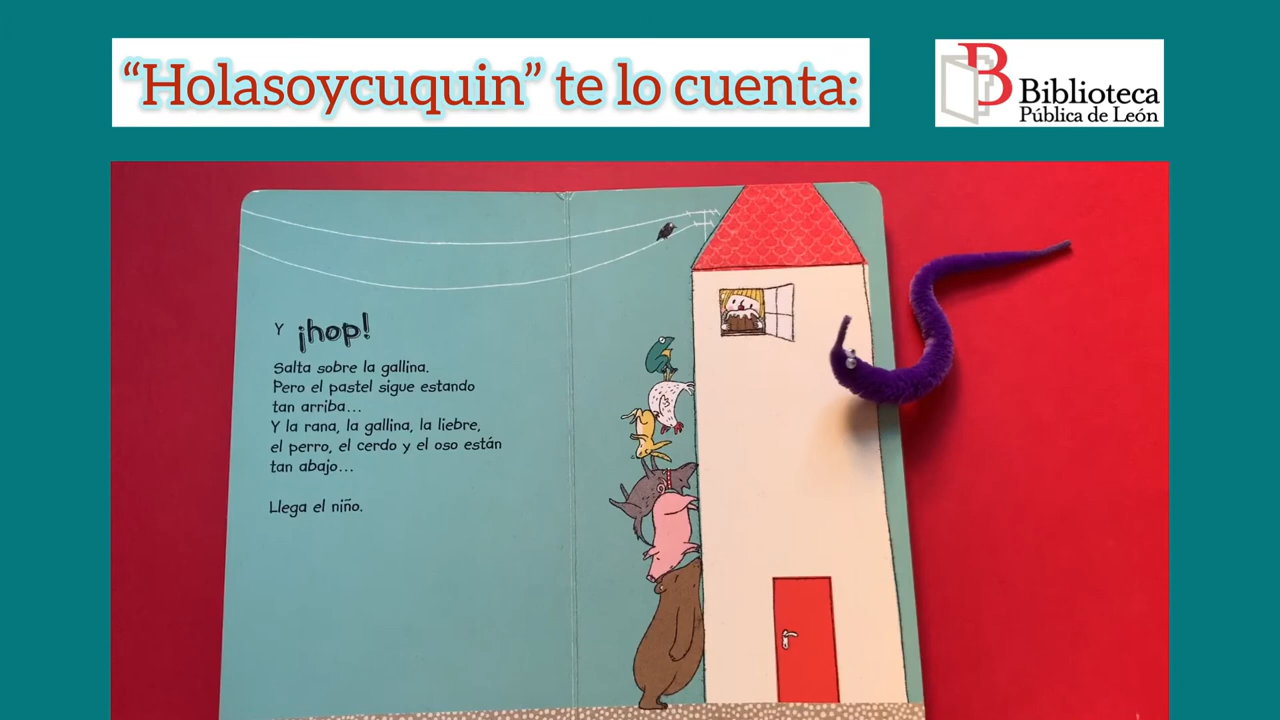 “Holasoycuquin” te lo cuenta:
B
Biblioteca
Pública de León
Y ¡hop!
Salta sobre la gallina.
Pero el pastel sigue estando
tan arriba...
Y la rana, la gallina, la liebre,
el perro, el cerdo y el oso están
tan abajo...
Llega el niño.